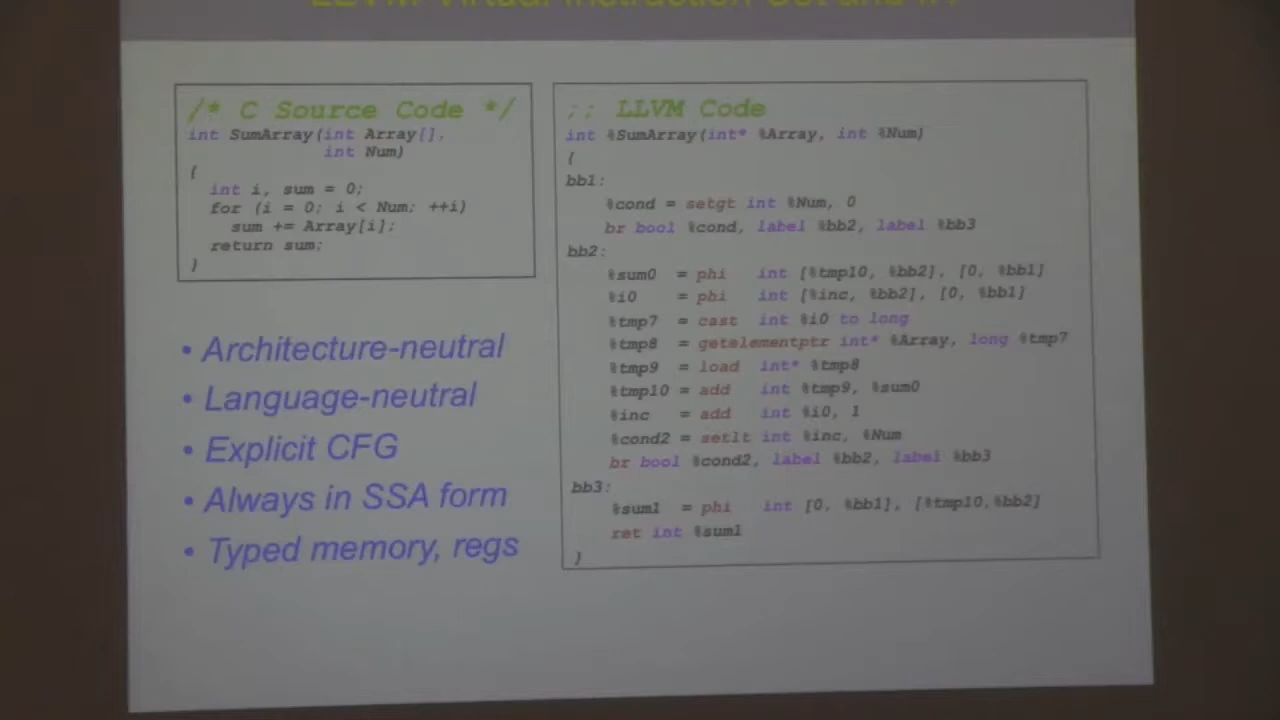 LLVM Virtual Instruction Set and IR
/* C Source Code */
int SumArray(int Array[],
int Num)
{
int i, sum = 0;
for (i = 0; i < Num; ++i)
sum += Array[i];
return sum;
}
• Architecture-neutral
• Language-neutral
• Explicit CFG
• Always in SSA form
• Typed memory, regs
;; LLVM Code
int %SumArray(int* %Array, int %Num)
{
bb1:
%cond = setgt int %Num, 0
br bool %cond, label %bb2, label %bb3
bb2:
%sum0 = phi int [%tmp10, %bb2], [0, %bb1]
%i0 = phi int [%inc, %bb2], [0, %bb1]
%tmp7 = cast int %i0 to long
%tmp8 = getelementptr int* %Array, long %tmp7
%tmp9 = load int* %tmp8
%tmp10 = add int %tmp9, %sum0
%inc = add int %i0, 1
%cond2 = setlt int %inc, %Num
br bool %cond2, label %bb2, label %bb3
bb3:
%sum1 = phi int [0, %bb1], [%tmp10,%bb2]
ret int %sum1
}